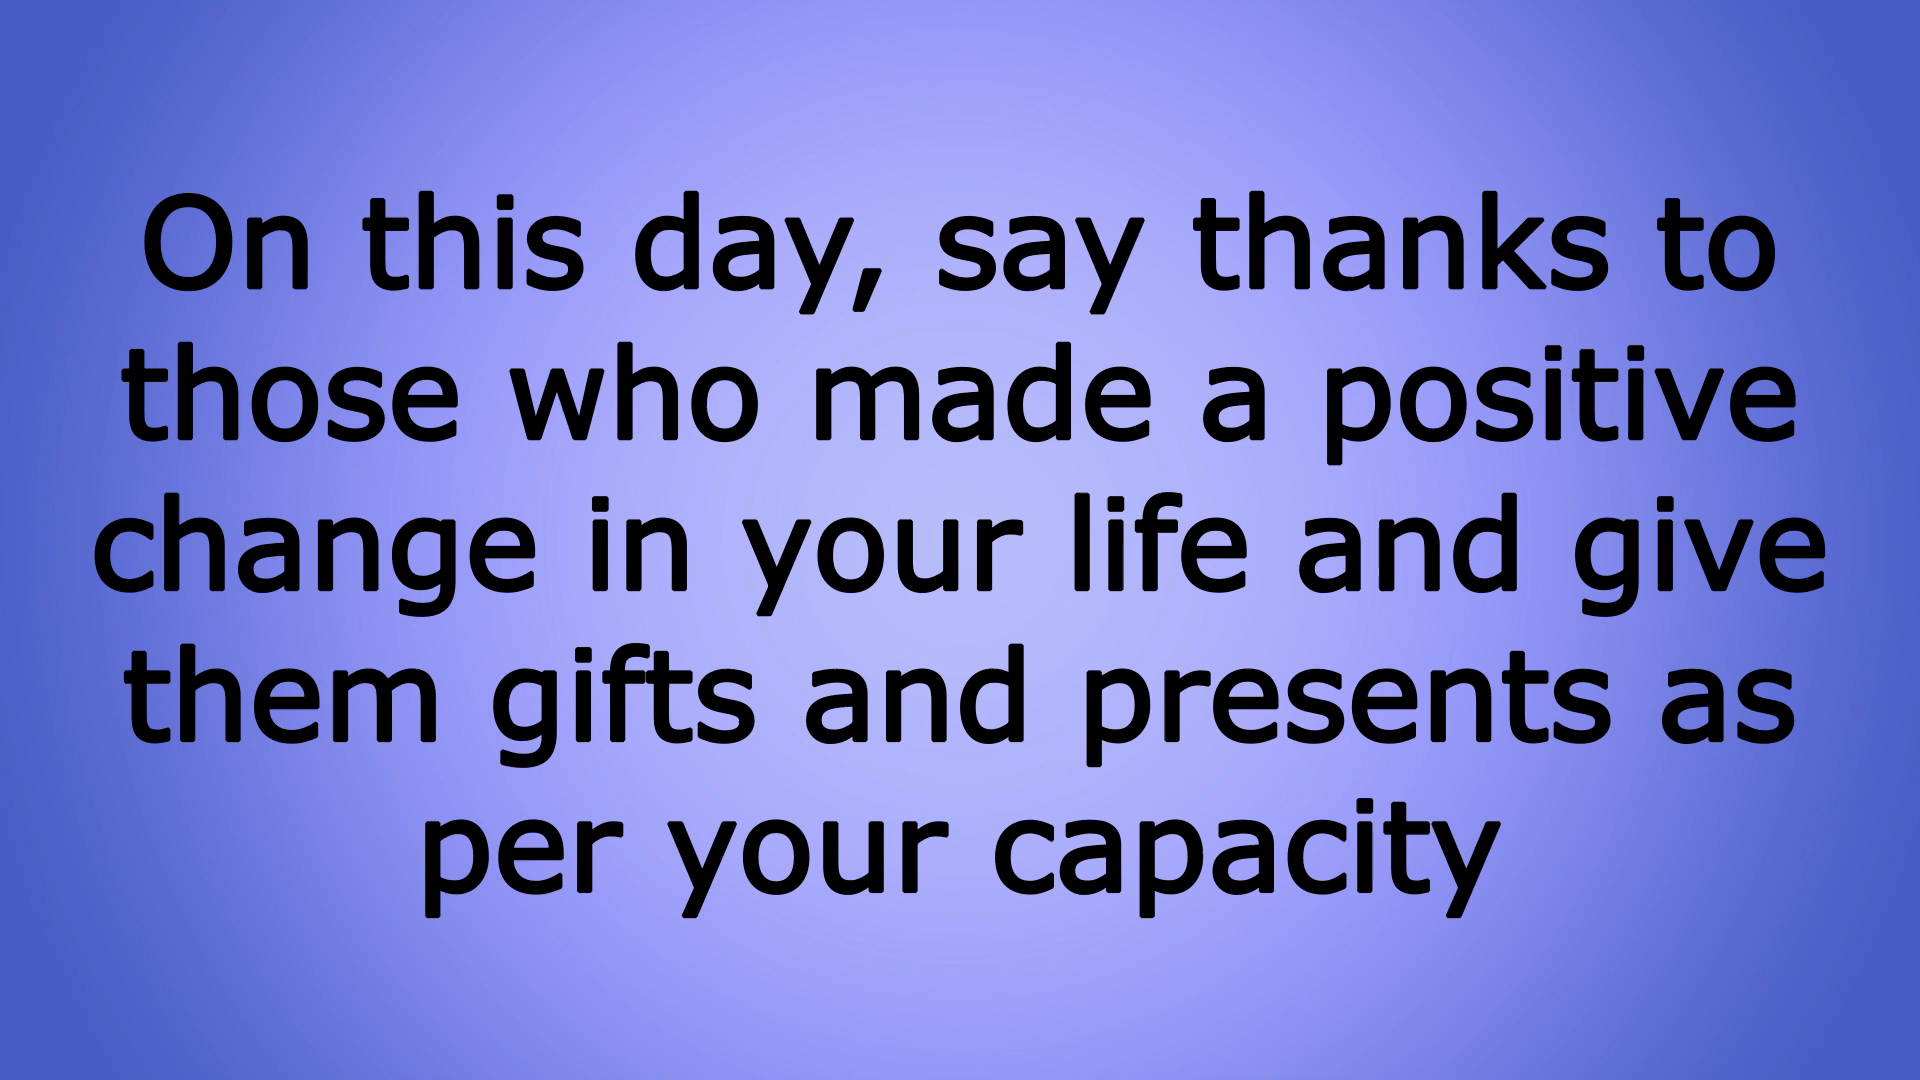 On this day, say thanks to
those who made a positive
change in your life and give
them gifts and presents as
per your capacity